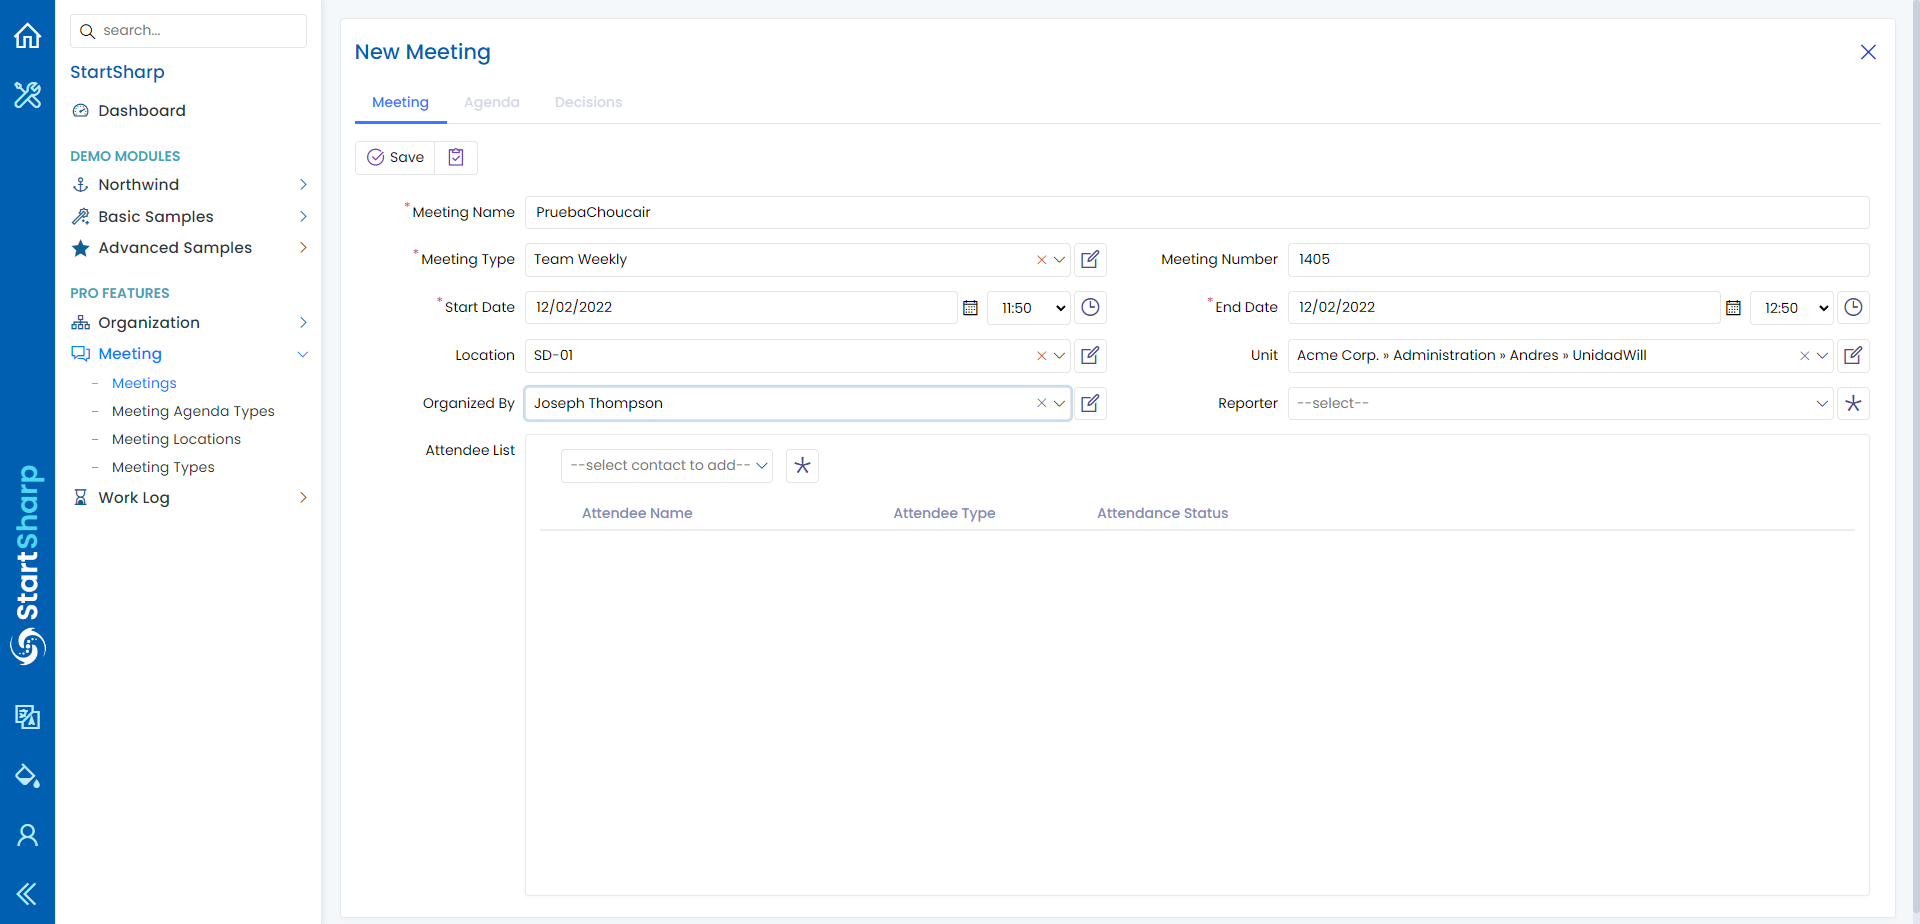 search...
StartSharp
Dashboard
DEMO MODULES
Northwind
Basic Samples
Advanced Samples
PRO FEATURES
Organization
Meeting
- Meetings
- Meeting Agenda Types
- Meeting Locations
- Meeting Types
Work Log
StartSharp
New Meeting
Meeting Agenda Decisions
Save
*Meeting Name PruebaChoucair
*Meeting Type Team Weekly Meeting Number 1405
*Start Date 12/02/2022 11:50 *End Date 12/02/2022 12:50
Location SD-01 Unit Acme Corp. » Administration » Andres » UnidadWill
Organized By Joseph Thompson Reporter --select--
Attendee List --select contact to add--
Attendee Name Attendee Type Attendance Status